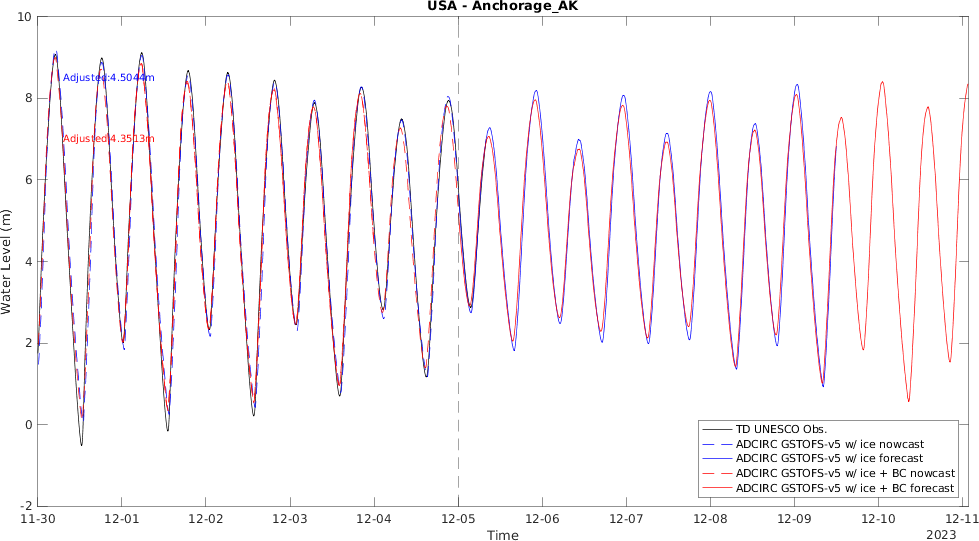 USA - Anchorage_AK
10
8
6
4
2
0
-2
Water Level (m)
Adjusted:4.5044m
Adjusted:4.3513m
TD UNESCO Obs.
ADCIRC GSTOFS-v5 w/ ice nowcast
ADCIRC GSTOFS-v5 w/ ice forecast
ADCIRC GSTOFS-v5 w/ ice + BC nowcast
ADCIRC GSTOFS-v5 w/ ice + BC forecast
11-30 12-01 12-02 12-03 12-04 12-05 12-06 12-07 12-08 12-09 12-10 12-11
Time
2023